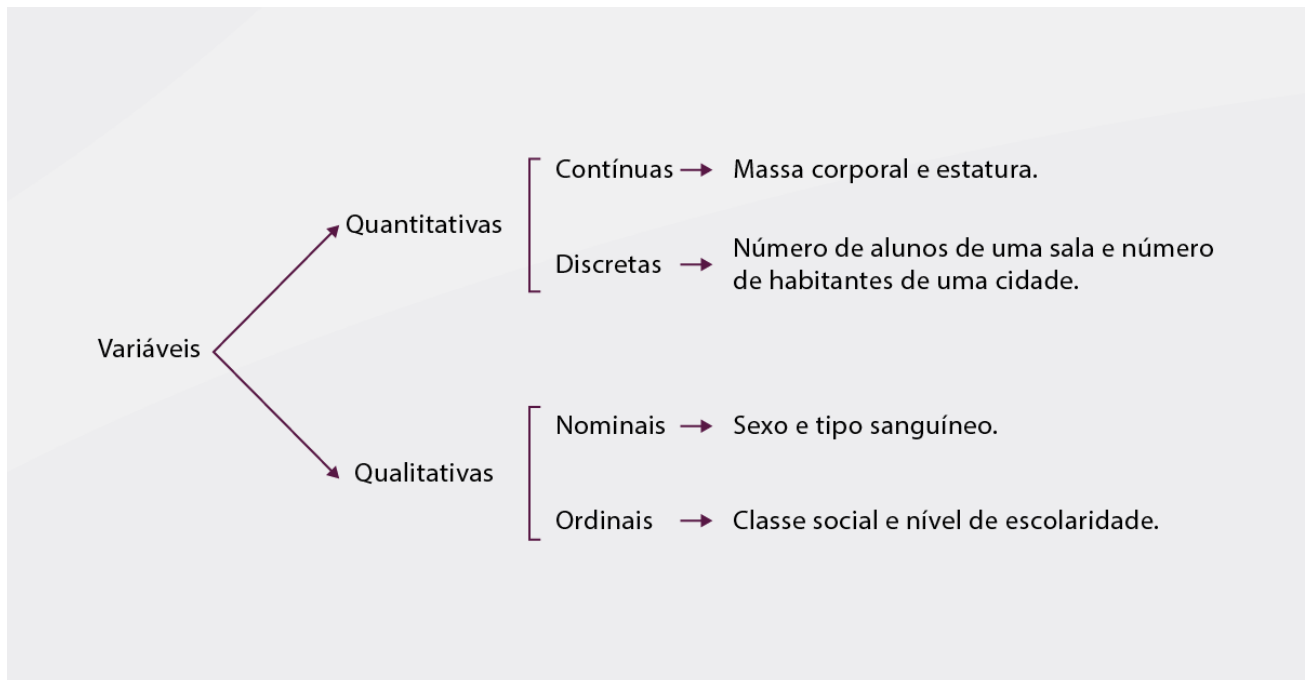 Variáveis
Quantitativas
Contínuas
Massa corporal e estatura.
Discretas
Número de alunos de uma sala e número
de habitantes de uma cidade.
Qualitativas
Nominais
Sexo e tipo sanguíneo.
Ordinais
Classe social e nível de escolaridade.